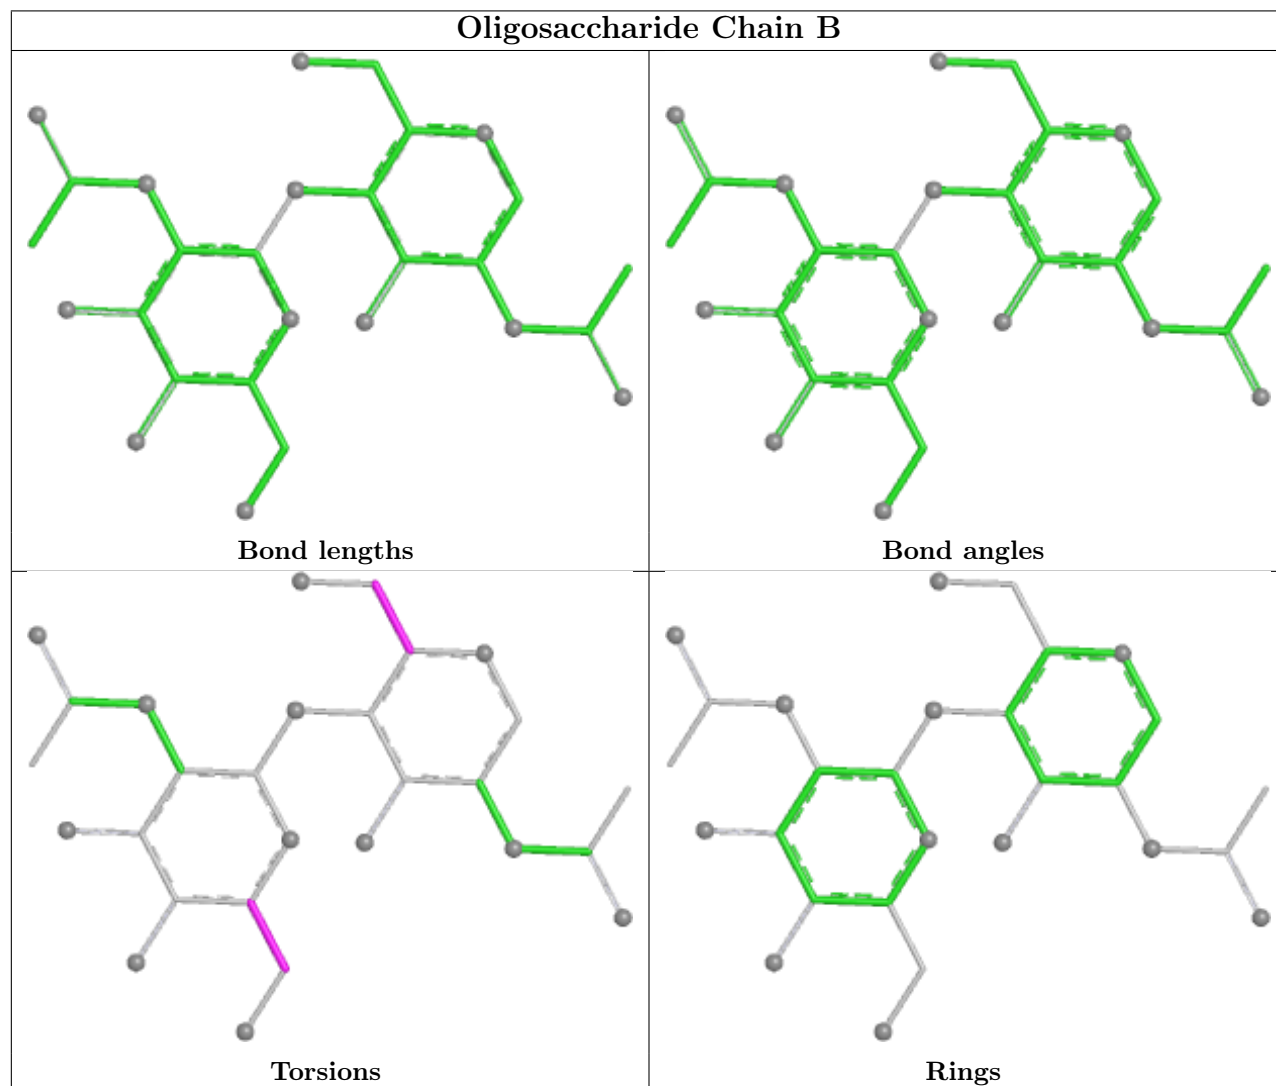 Oligosaccharide Chain B
Bond lengths
Bond angles
Torsions
Rings